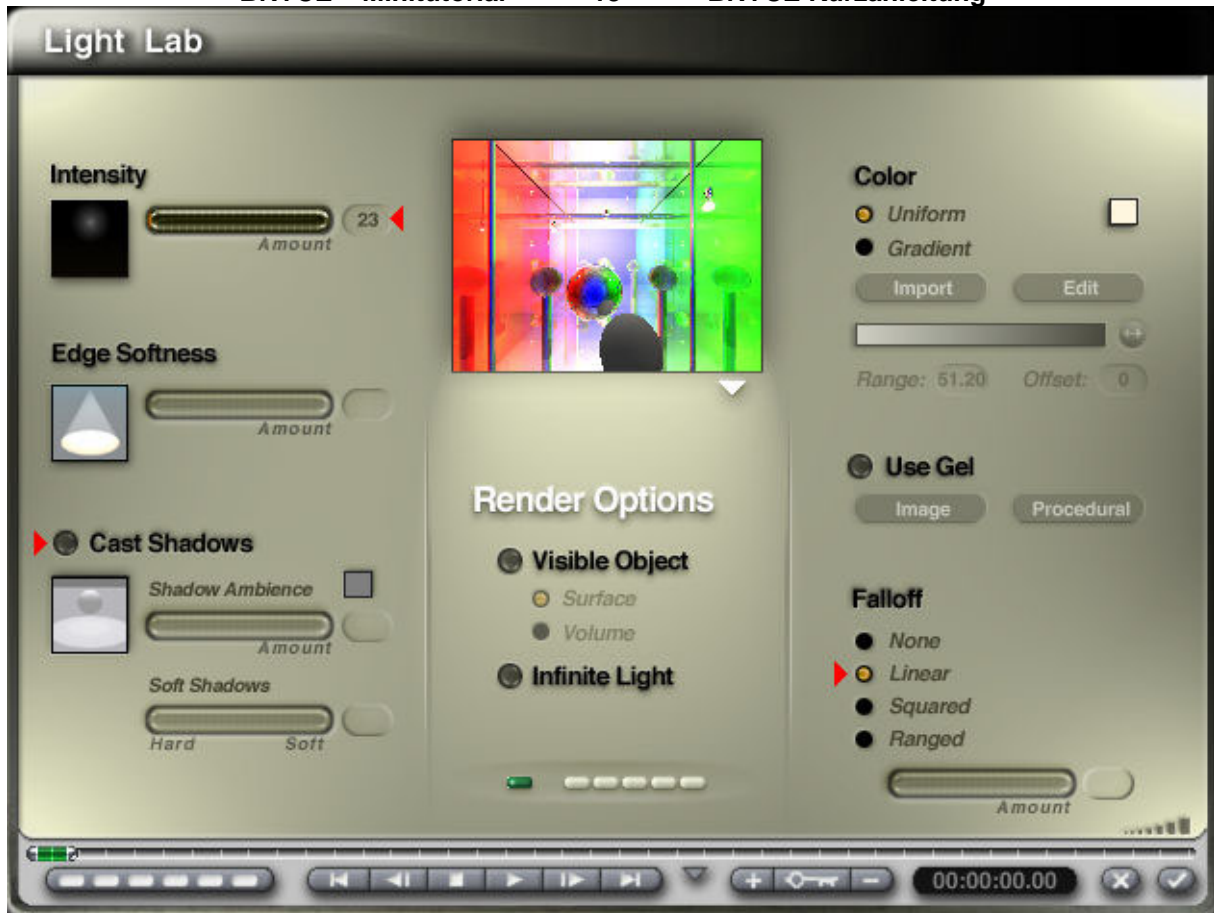 Light Lab
Intensity
23
Amount
Edge Softness
Amount
Cast Shadows
Shadow Ambience
Amount
Soft Shadows
Hard Soft
Render Options
Visible Object
Surface
Volume
Infinite Light
Color
Uniform
Gradient
Import Edit
Range: 51.20 Offset: 0
Use Gel
Image Procedural
Falloff
None
Linear
Squared
Ranged
Amount
00:00:00.00